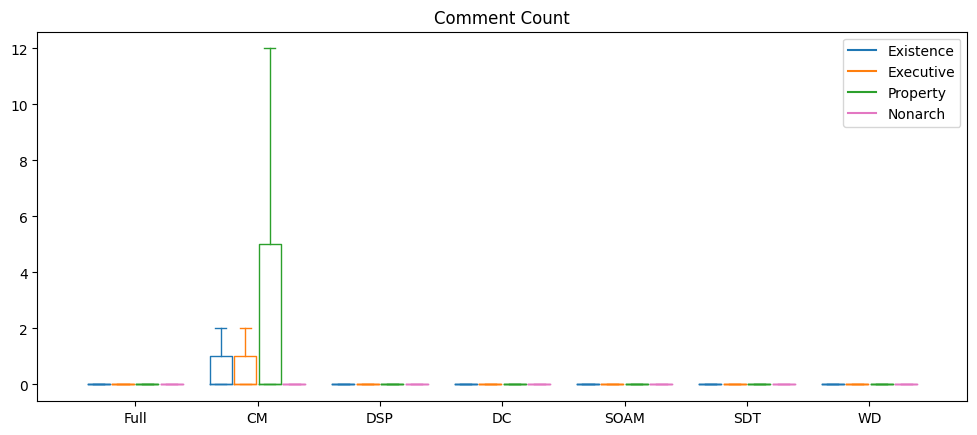 Comment Count
12
10
8
6
4
2
0
Existence
Executive
Property
Nonarch
Full CM DSP DC SOAM SDT WD